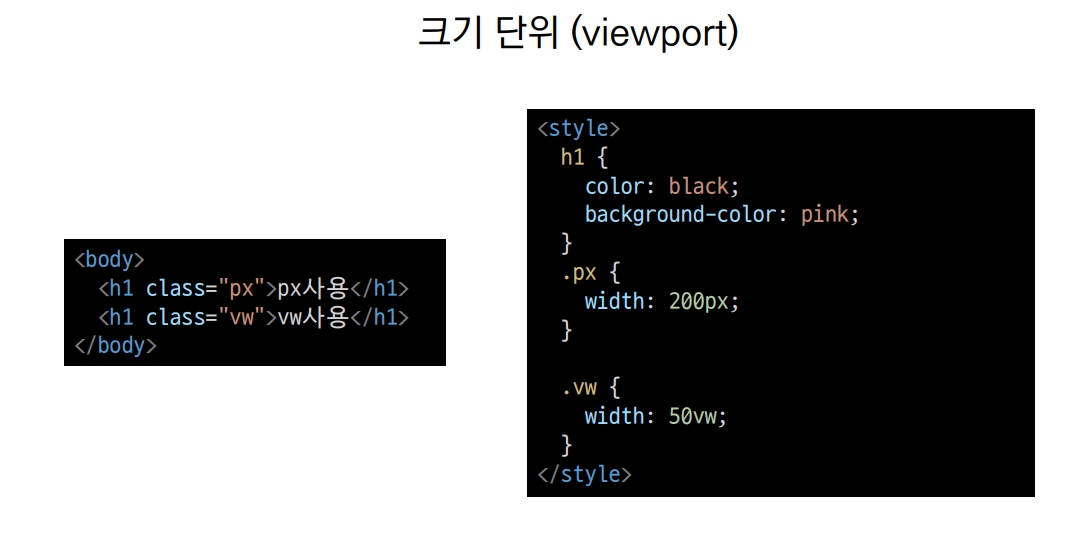 크기 단위 (viewport)
<body>
  <h1 class="px">px사용</h1>
  <h1 class="vw">vw사용</h1>
</body>
<style>
  h1 {
    color: black;
    background-color: pink;
  }
  .px {
    width: 200px;
  }

  .vw {
    width: 50vw;
  }
</style>